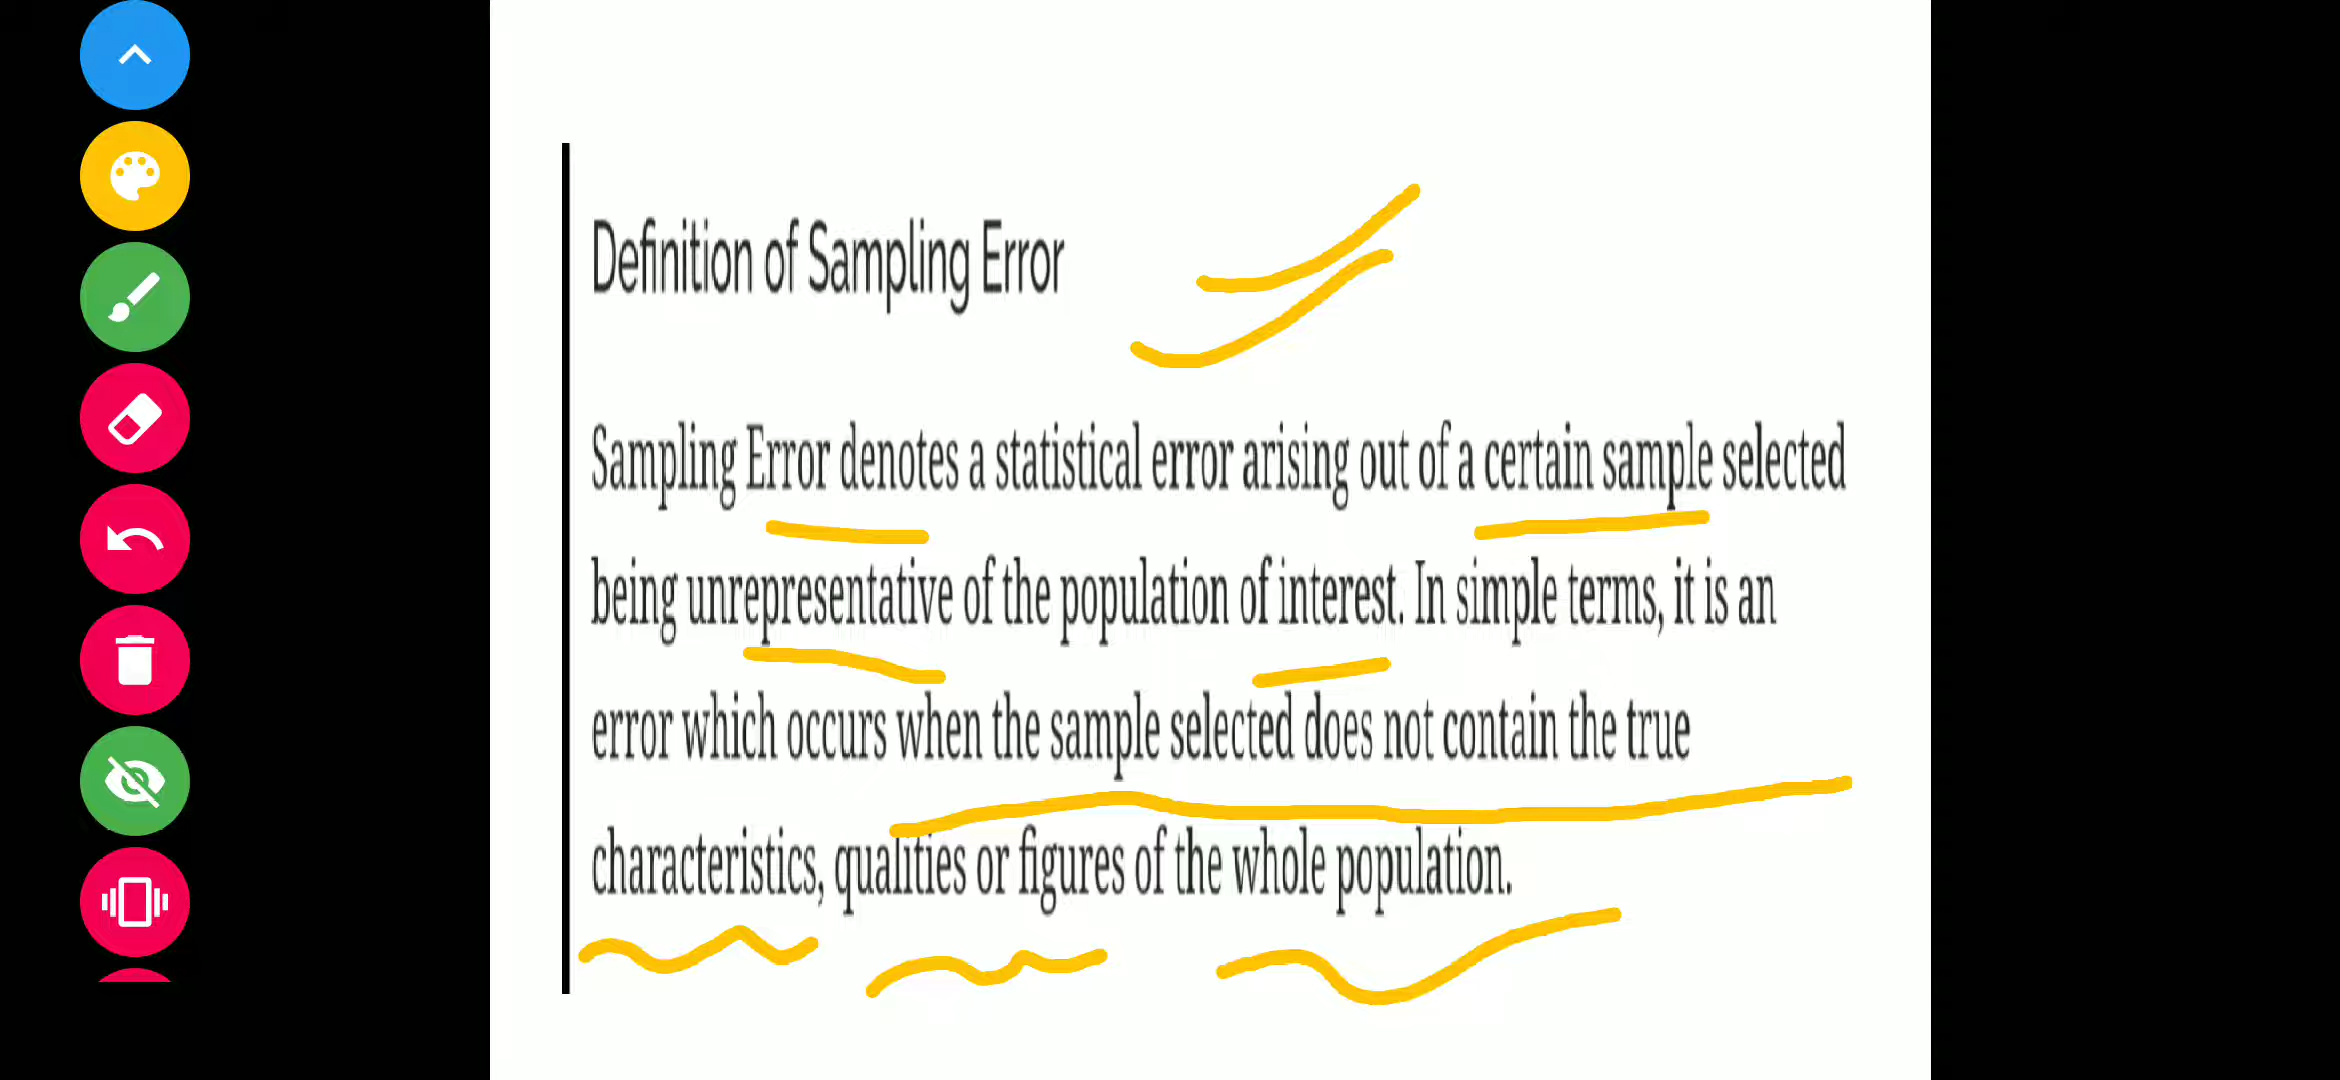 Definition of Sampling Error
Sampling Error denotes a statistical error arising out of a certain sample selected
being unrepresentative of the population of interest. In simple terms, it is an
error which occurs when the sample selected does not contain the true
characteristics, qualities or figures of the whole population.